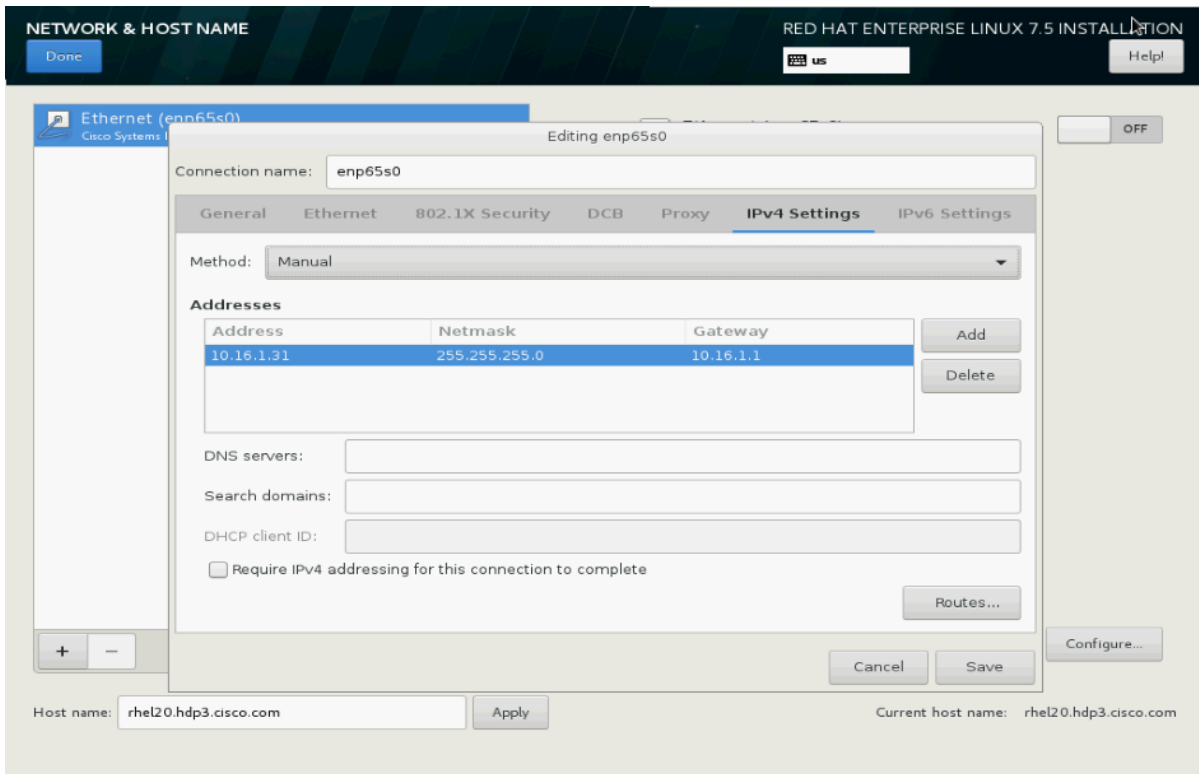 NETWORK & HOST NAME
RED HAT ENTERPRISE LINUX 7.5 INSTALLATION
Done
us
Help!
Ethernet (enp65s0)
Cisco Systems I
OFF
Editing enp65s0
Connection name: enp65s0
General Ethernet 802.1X Security DCB Proxy IPv4 Settings IPv6 Settings
Method: Manual
Addresses
Address Netmask Gateway
10.16.1.31 255.255.255.0 10.16.1.1
Add
Delete
DNS servers:
Search domains:
DHCP client ID:
Require IPv4 addressing for this connection to complete
Routes...
+ −
Configure...
Cancel Save
Host name: rhel20.hdp3.cisco.com Apply Current host name: rhel20.hdp3.cisco.com